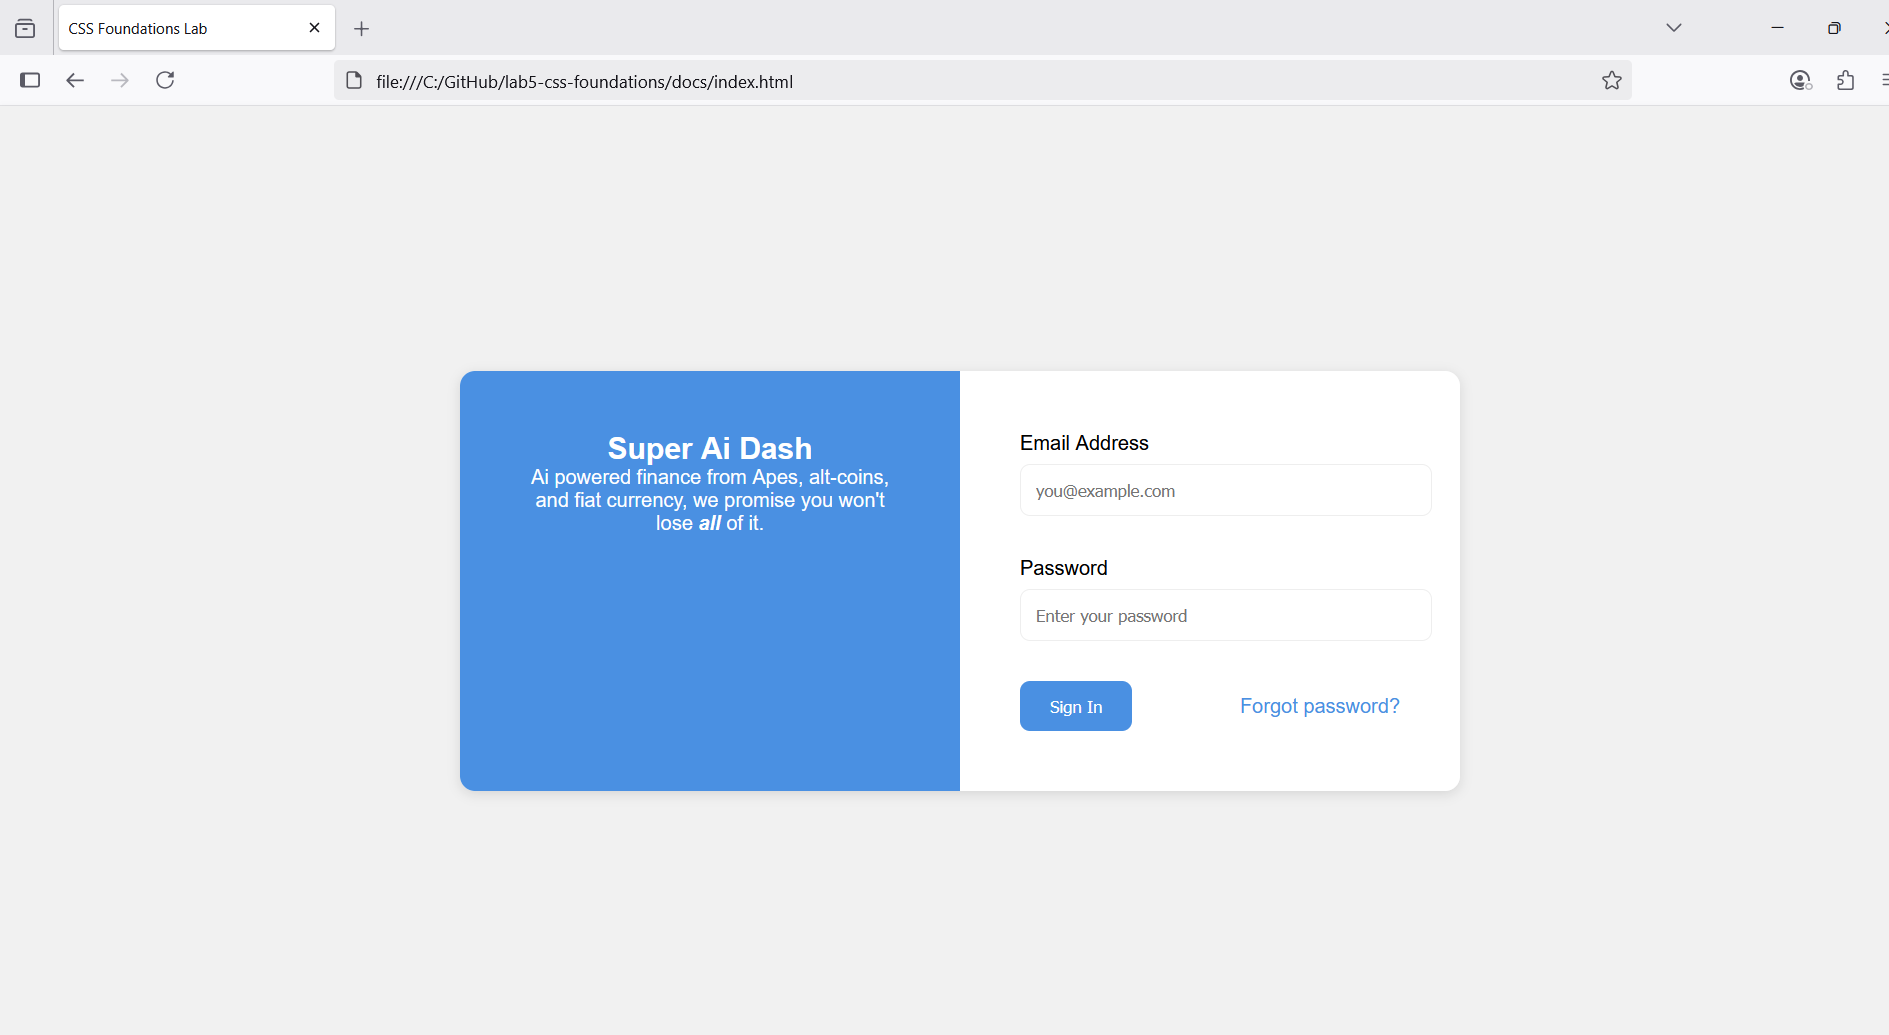 CSS Foundations Lab
file:///C:/GitHub/lab5-css-foundations/docs/index.html
Super Ai Dash
Ai powered finance from Apes, alt-coins,
and fiat currency, we promise you won't
lose all of it.
Email Address
you@example.com
Password
Enter your password
Sign In
Forgot password?